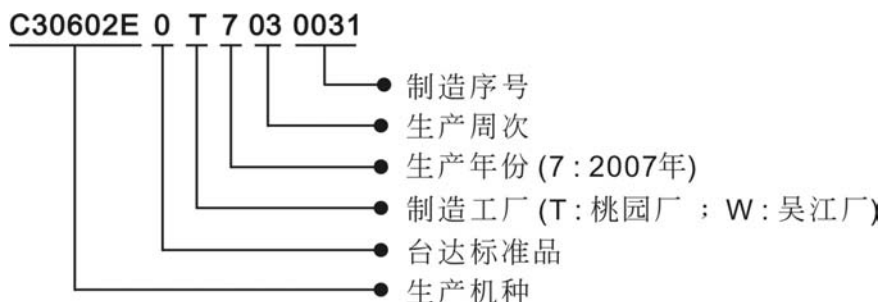 C30602E 0 T 7 03 0031
制造序号
生产周次
生产年份 (7 : 2007年)
制造工厂 (T : 桃园厂 ; W : 吴江厂)
台达标准品
生产机种